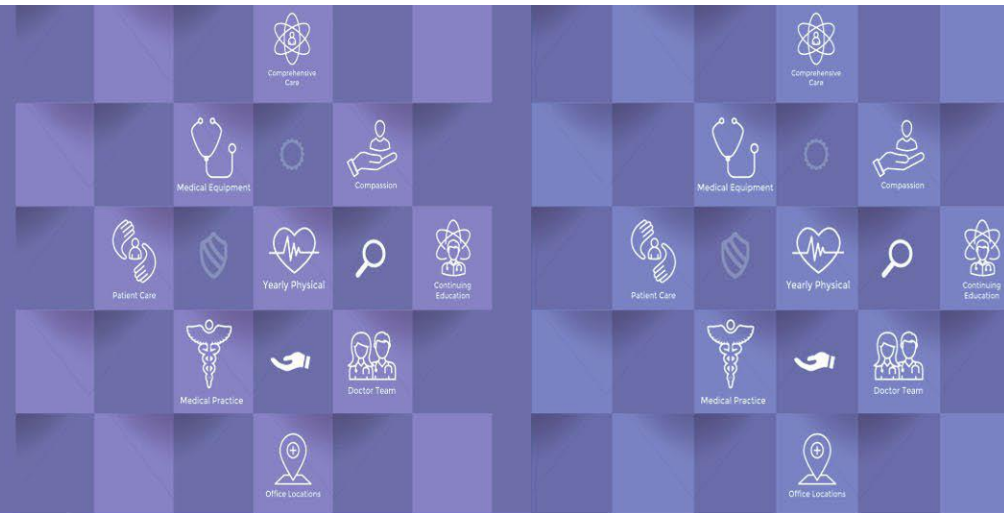 Comprehensive
Care
Comprehensive
Care
Medical Equipment
Compassion
Medical Equipment
Compassion
Patient Care
Yearly Physical
Continuing
Education
Patient Care
Yearly Physical
Continuing
Education
Medical Practice
Doctor Team
Medical Practice
Doctor Team
Office Locations
Office Locations